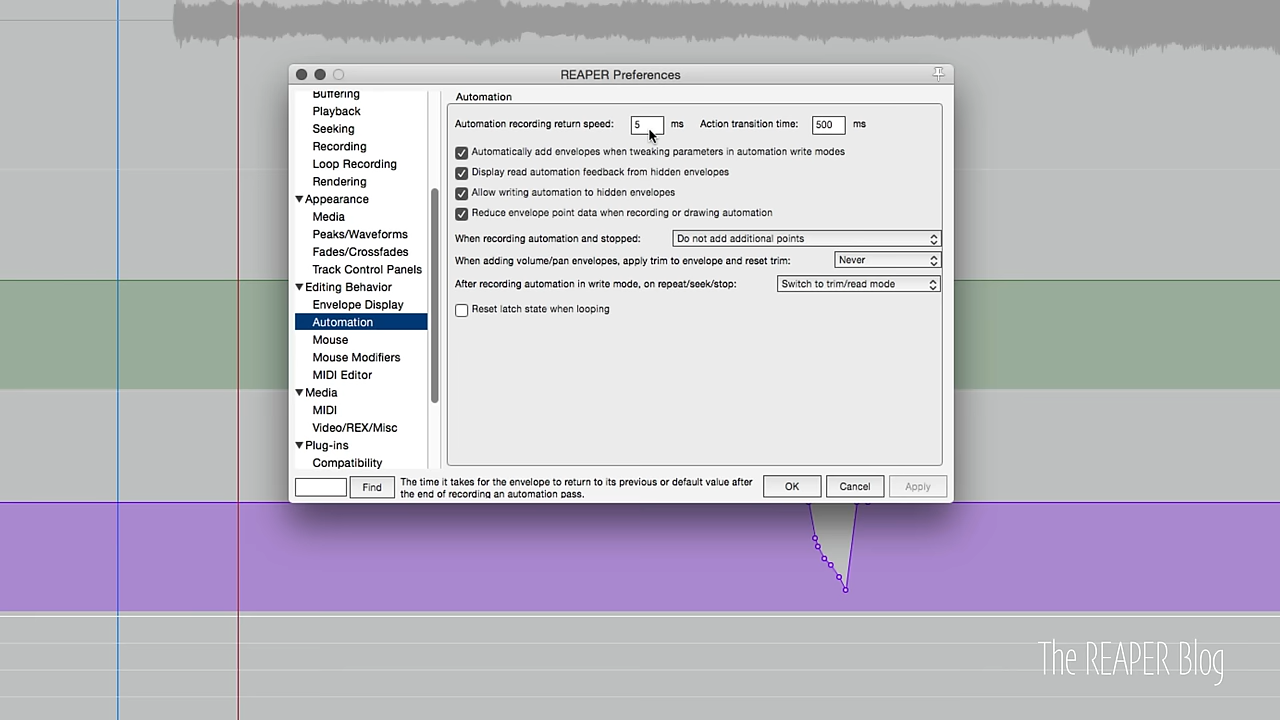 REAPER Preferences
Buffering
Playback
Seeking
Recording
Loop Recording
Rendering
Appearance
Media
Peaks/Waveforms
Fades/Crossfades
Track Control Panels
Editing Behavior
Envelope Display
Automation
Mouse
Mouse Modifiers
MIDI Editor
Media
MIDI
Video/REX/Misc
Plug-ins
Compatibility
Automation
Automation recording return speed: 5 ms Action transition time: 500 ms
Automatically add envelopes when tweaking parameters in automation write modes
Display read automation feedback from hidden envelopes
Allow writing automation to hidden envelopes
Reduce envelope point data when recording or drawing automation
When recording automation and stopped: Do not add additional points
When adding volume/pan envelopes, apply trim to envelope and reset trim: Never
After recording automation in write mode, on repeat/seek/stop: Switch to trim/read mode
Reset latch state when looping
Find
The time it takes for the envelope to return to its previous or default value after
the end of recording an automation pass.
OK Cancel Apply
The REAPER Blog